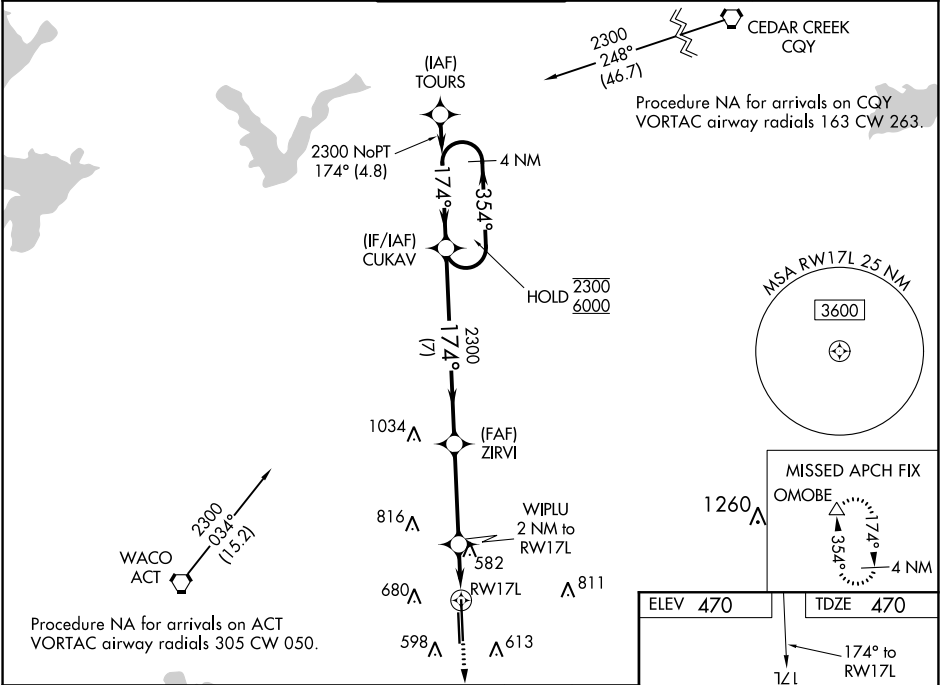 2300
248°
(46.7)
CEDAR CREEK
CQY
Procedure NA for arrivals on CQY
VORTAC airway radials 163 CW 263.
(IAF)
TOURS
2300 NoPT
174° (4.8)
4 NM
174°
354°
(IF/IAF)
CUKAV
HOLD 2300
6000
2300
174°
(7)
MSA RW17L 25 NM
3600
1034
(FAF)
ZIRVI
2300
034°
(15.2)
WACO
ACT
Procedure NA for arrivals on ACT
VORTAC airway radials 305 CW 050.
816
WIPLU
2 NM to
RW17L
582
680
RW17L
811
598
613
1260
MISSED APCH FIX
OMOBE
174°
354°
4 NM
ELEV 470
TDZE 470
174° to
RW17L
17L